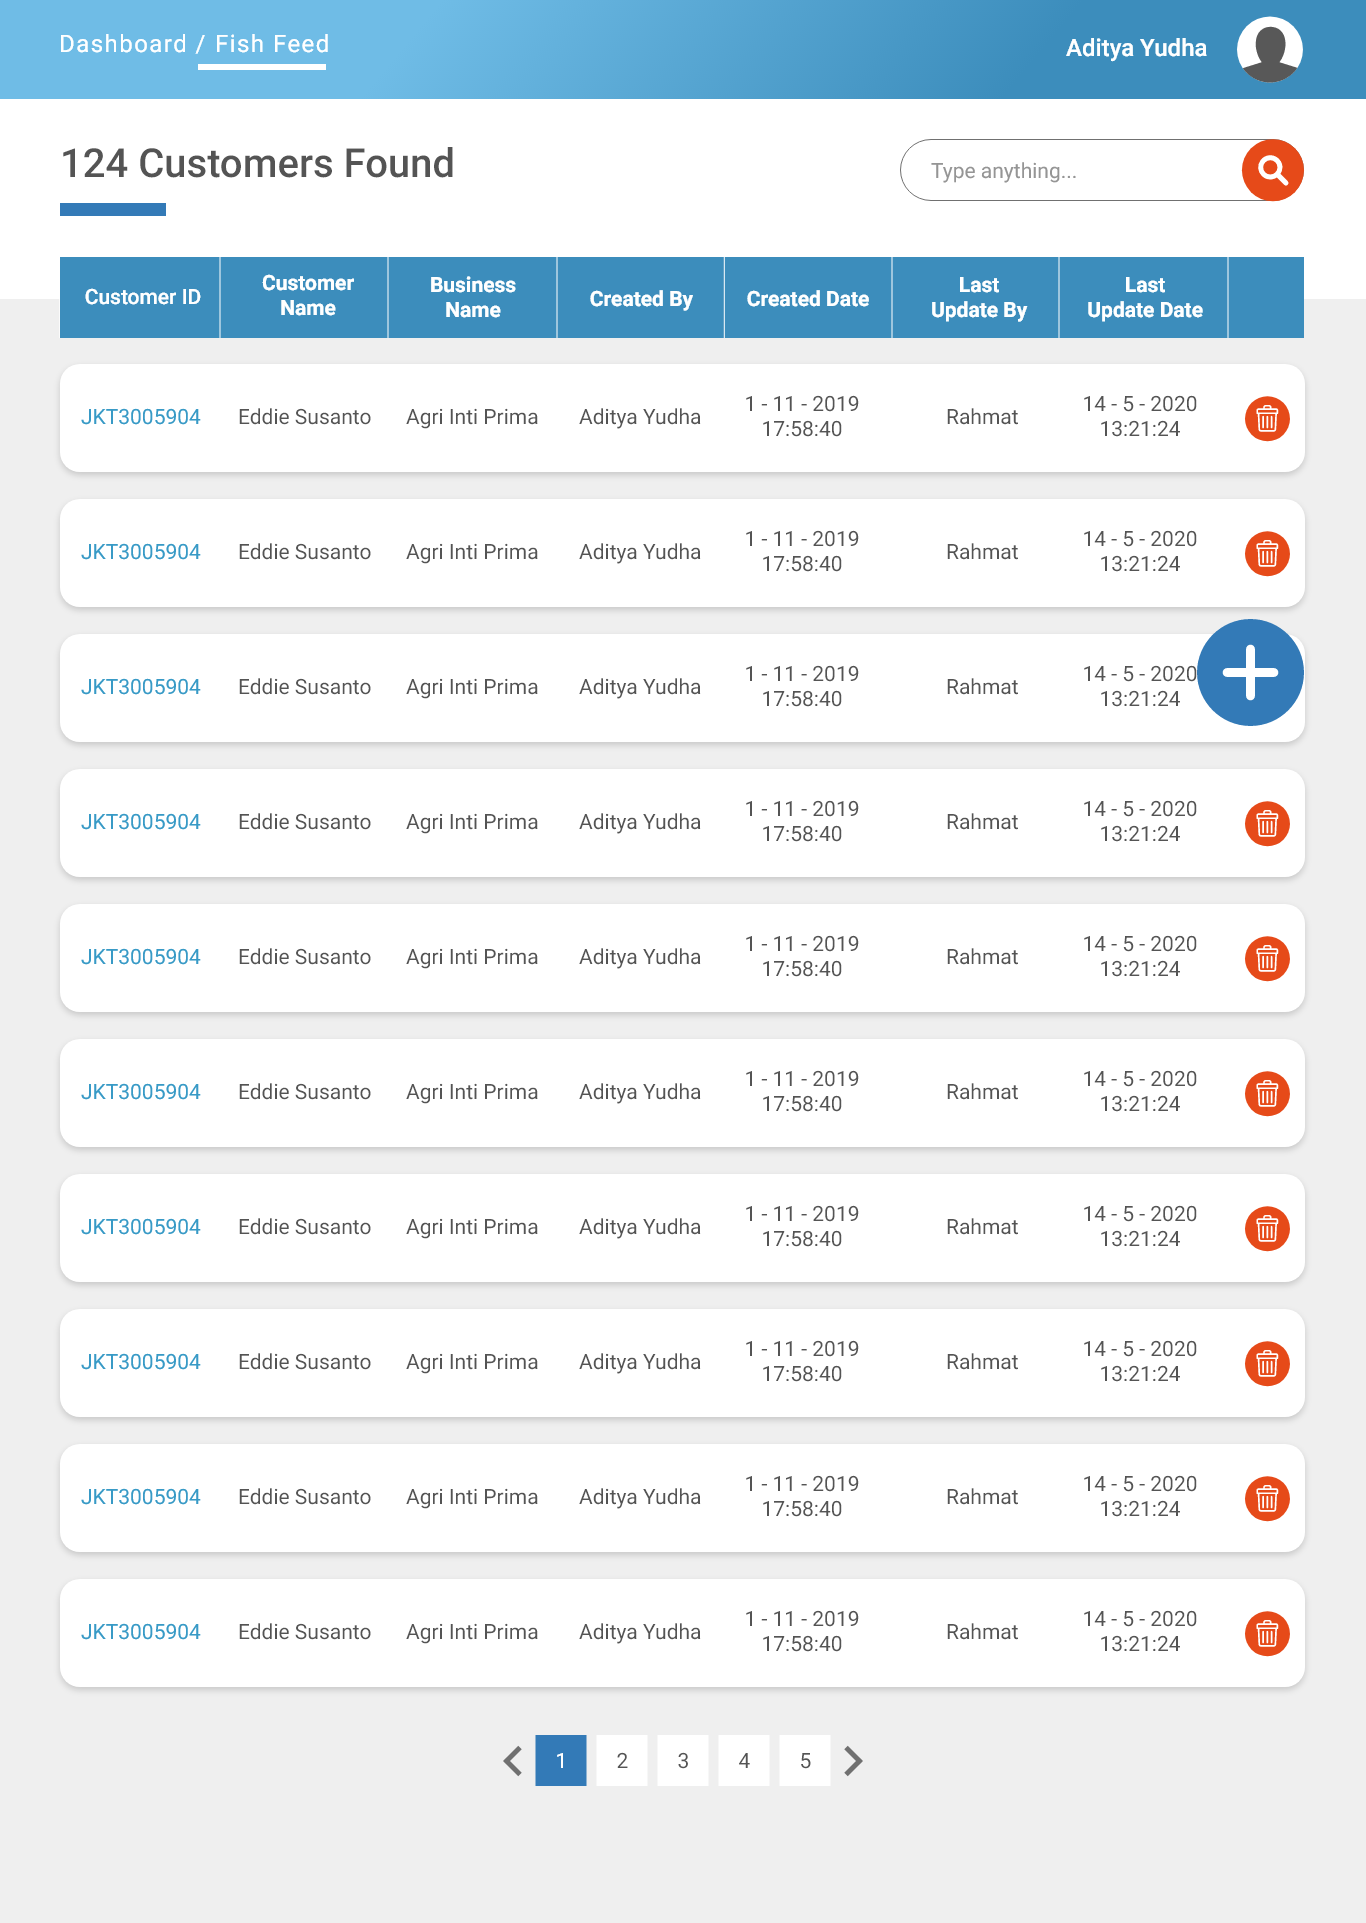 Dashboard / Fish Feed
Aditya Yudha
124 Customers Found
Type anything...
Customer ID
Customer
Name
Business
Name
Created By
Created Date
Last
Update By
Last
Update Date
JKT3005904 Eddie Susanto Agri Inti Prima Aditya Yudha 1 - 11 - 2019 Rahmat 14 - 5 - 2020
17:58:40 13:21:24
JKT3005904 Eddie Susanto Agri Inti Prima Aditya Yudha 1 - 11 - 2019 Rahmat 14 - 5 - 2020
17:58:40 13:21:24
JKT3005904 Eddie Susanto Agri Inti Prima Aditya Yudha 1 - 11 - 2019 Rahmat 14 - 5 - 2020
17:58:40 13:21:24
JKT3005904 Eddie Susanto Agri Inti Prima Aditya Yudha 1 - 11 - 2019 Rahmat 14 - 5 - 2020
17:58:40 13:21:24
JKT3005904 Eddie Susanto Agri Inti Prima Aditya Yudha 1 - 11 - 2019 Rahmat 14 - 5 - 2020
17:58:40 13:21:24
JKT3005904 Eddie Susanto Agri Inti Prima Aditya Yudha 1 - 11 - 2019 Rahmat 14 - 5 - 2020
17:58:40 13:21:24
JKT3005904 Eddie Susanto Agri Inti Prima Aditya Yudha 1 - 11 - 2019 Rahmat 14 - 5 - 2020
17:58:40 13:21:24
JKT3005904 Eddie Susanto Agri Inti Prima Aditya Yudha 1 - 11 - 2019 Rahmat 14 - 5 - 2020
17:58:40 13:21:24
JKT3005904 Eddie Susanto Agri Inti Prima Aditya Yudha 1 - 11 - 2019 Rahmat 14 - 5 - 2020
17:58:40 13:21:24
JKT3005904 Eddie Susanto Agri Inti Prima Aditya Yudha 1 - 11 - 2019 Rahmat 14 - 5 - 2020
17:58:40 13:21:24
1 2 3 4 5